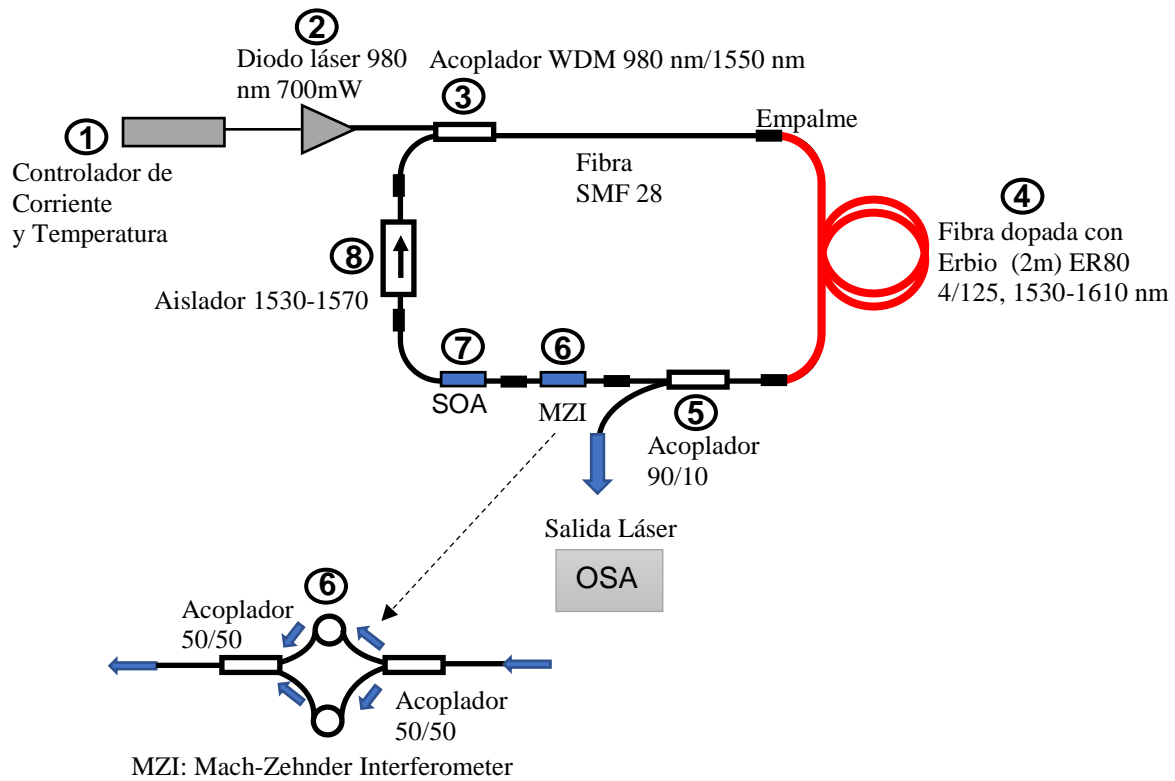 2
Diodo láser 980
nm 700mW
Acoplador WDM 980 nm/1550 nm
3
1
Controlador de
Corriente
y Temperatura
Empalme
Fibra
SMF 28
4
Fibra dopada con
Erbio (2m) ER80
4/125, 1530-1610 nm
8
Aislador 1530-1570
7
SOA
6
MZI
5
Acoplador
90/10
Salida Láser
OSA
6
Acoplador
50/50
Acoplador
50/50
MZI: Mach-Zehnder Interferometer